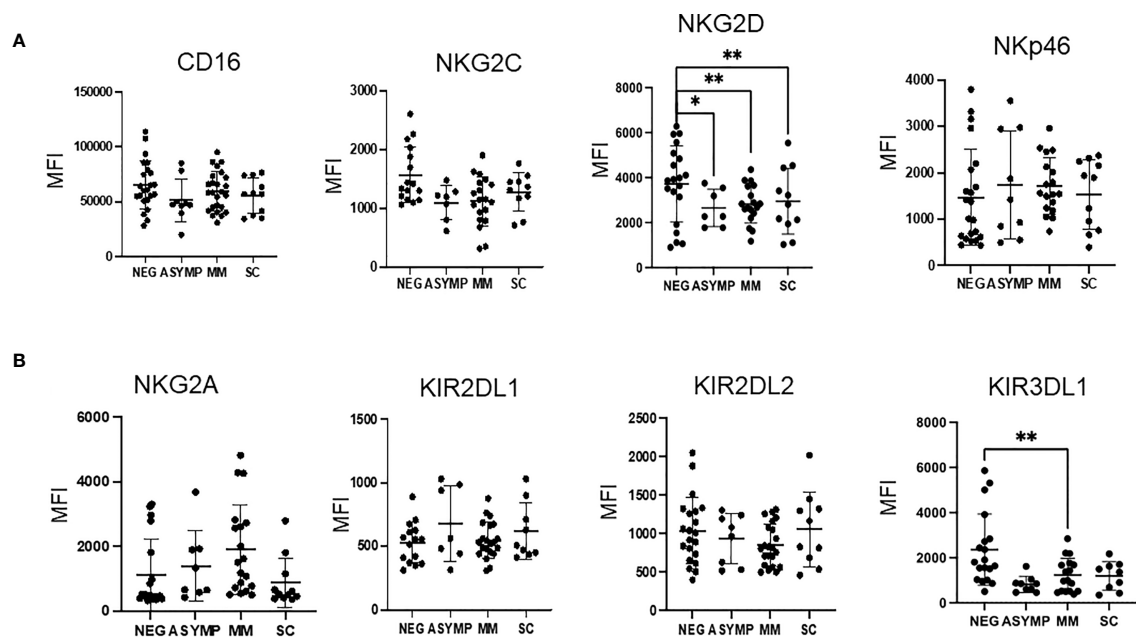 A
CD16
MFI
150000
100000
50000
0
NEG ASYMP MM SC
NKG2C
MFI
3000
2000
1000
0
NEG ASYMP MM SC
NKG2D
MFI
8000
6000
4000
2000
0
**
**
*
NEG ASYMP MM SC
NKp46
MFI
4000
3000
2000
1000
0
NEG ASYMP MM SC
B
NKG2A
MFI
6000
4000
2000
0
NEG ASYMP MM SC
KIR2DL1
MFI
1500
1000
500
0
NEG ASYMP MM SC
KIR2DL2
MFI
2500
2000
1500
1000
500
0
NEG ASYMP MM SC
KIR3DL1
MFI
8000
6000
4000
2000
0
**
NEG ASYMP MM SC